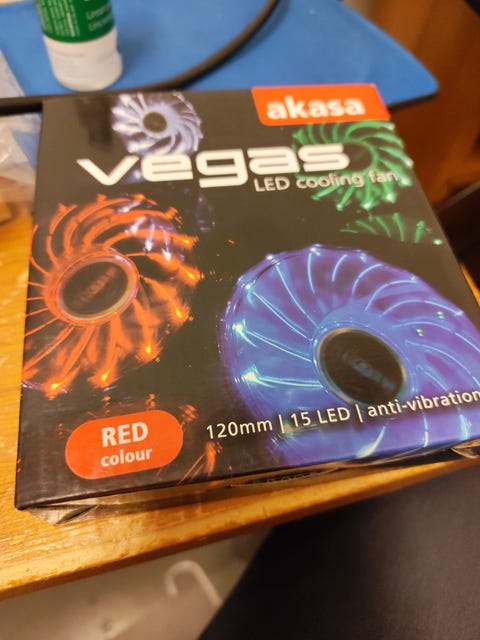 akasa
vegas
LED cooling fan
RED
colour
120mm | 15 LED | anti-vibration